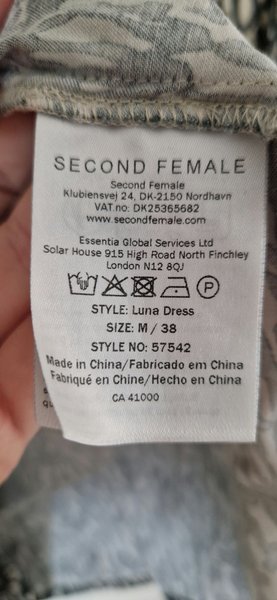 SECOND FEMALE
Second Female
Klubiensvej 24, DK-2150 Nordhavn
VAT.no: DK25365682
www.secondfemale.com
Essentia Global Services Ltd
Solar House 915 High Road North Finchley
London N12 8QJ
P
STYLE: Luna Dress
SIZE: M / 38
STYLE NO: 57542
Made in China/Fabricado em China
Fabriqué en Chine/Hecho en China
CA 41000